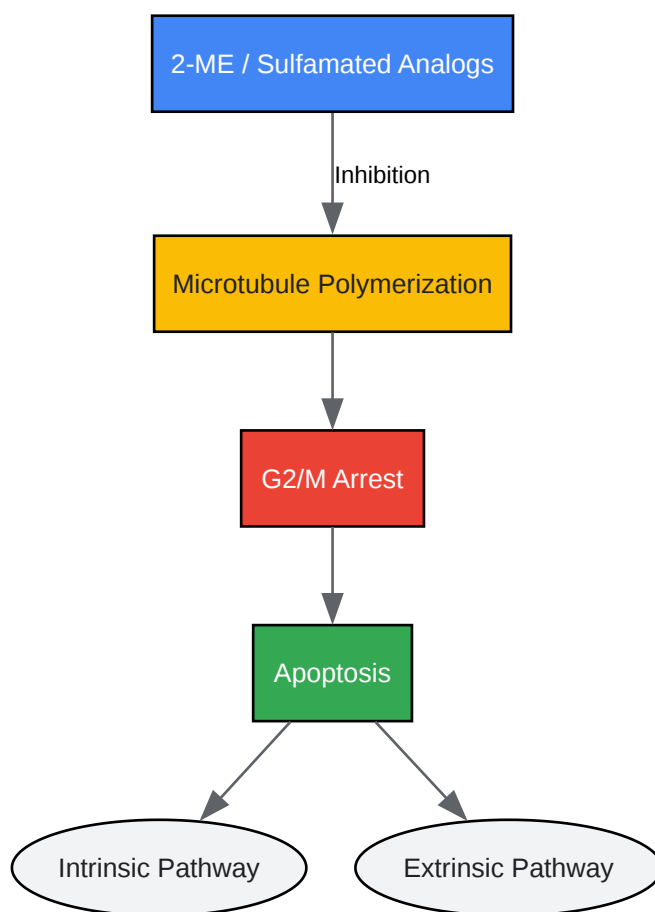 2-ME / Sulfamated Analogs
Inhibition
Microtubule Polymerization
G2/M Arrest
Apoptosis
Intrinsic Pathway
Extrinsic Pathway